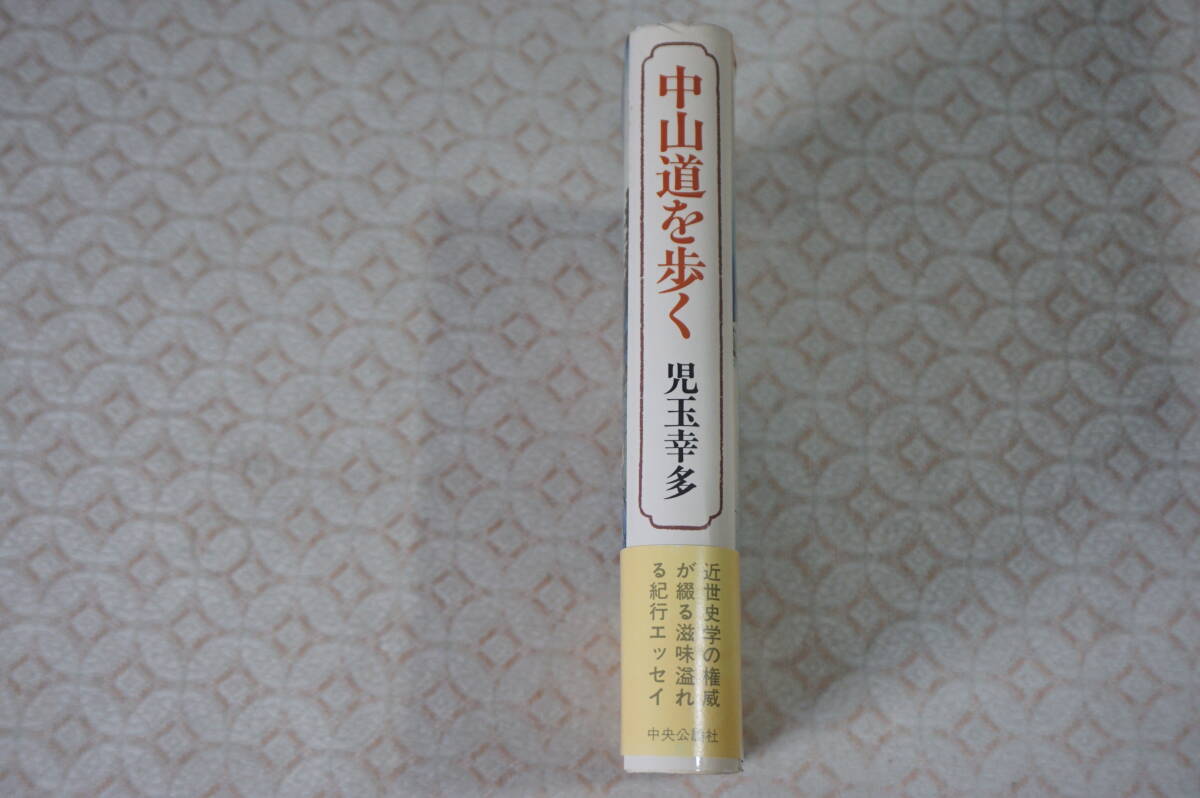 中山道を歩く
児玉幸多
近世史学の権威
が綴る滋味溢れ
る紀行エッセイ
中央公論社